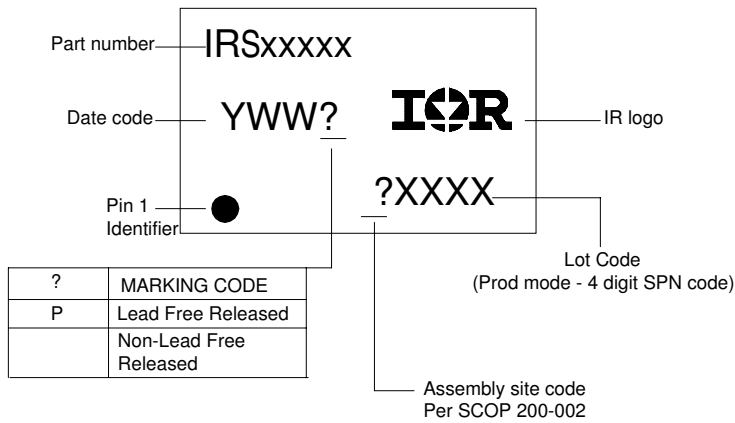 Part number
IRSxxxxx
Date code
YWW?
IOR
IR logo
Pin 1
Identifier
?XXXX
Lot Code
(Prod mode - 4 digit SPN code)
? MARKING CODE
P Lead Free Released
Non-Lead Free
Released
Assembly site code
Per SCOP 200-002